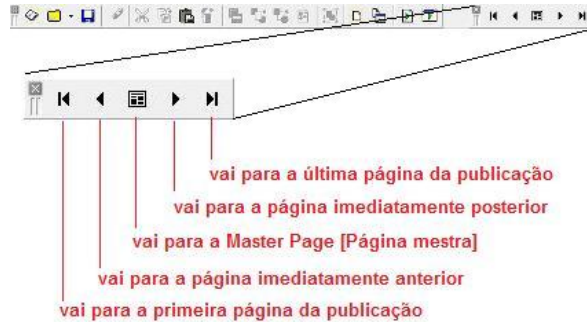 vai para a última página da publicação
vai para a página imediatamente posterior
vai para a Master Page [Página mestra]
vai para a página imediatamente anterior
vai para a primeira página da publicação